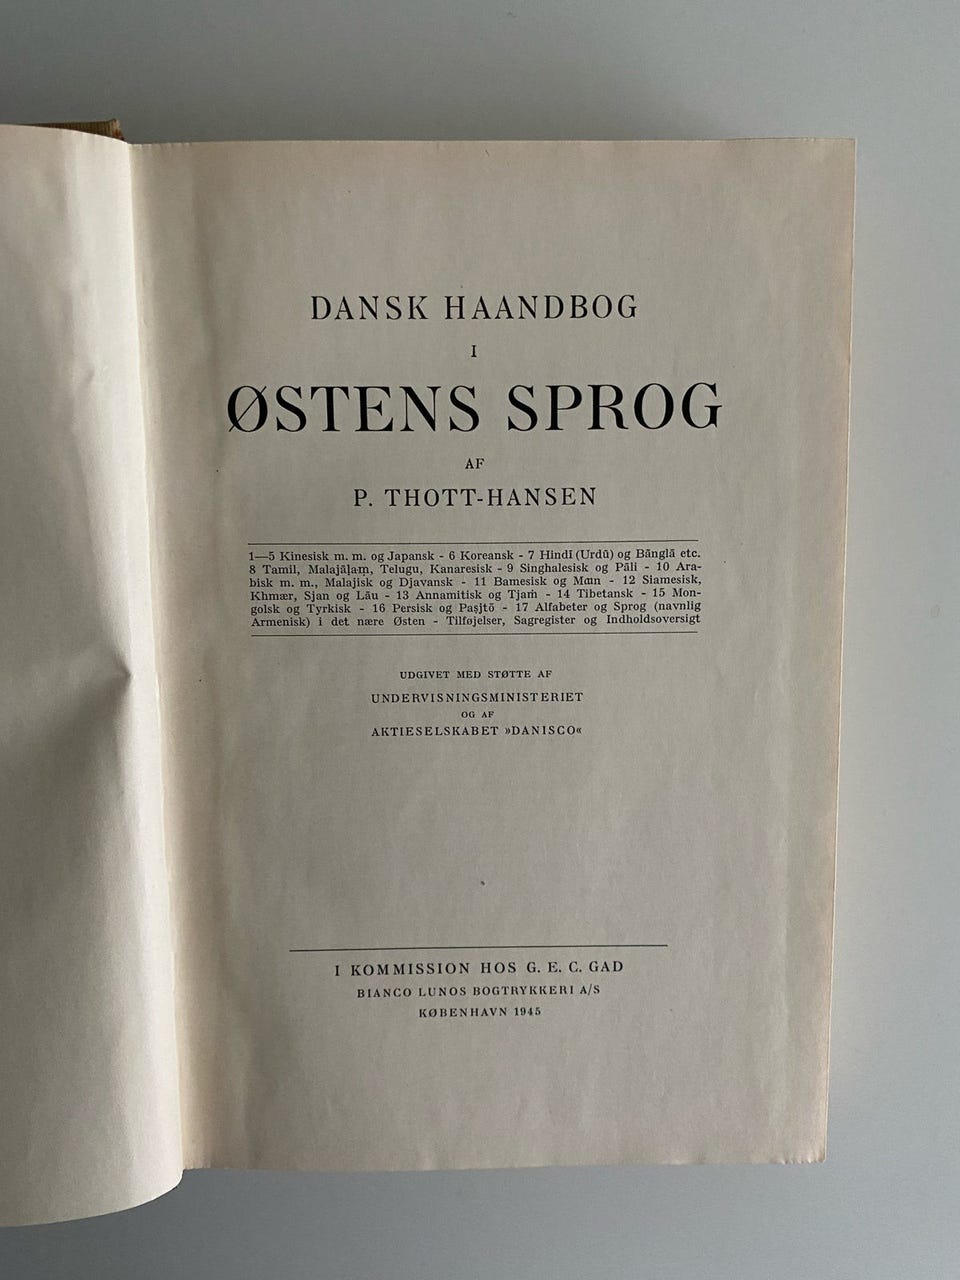 DANSK HAANDBOG
I
ØSTENS SPROG
AF
P. THOTT-HANSEN
1—5 Kinesisk m. m. og Japansk - 6 Koreansk - 7 Hindī (Urdū) og Bānglā etc.
8 Tamil, Malajāḷam, Telugu, Kanaresisk - 9 Singhalesisk og Pāli - 10 Ara-
bisk m. m., Malajisk og Djavansk - 11 Bamesisk og Mœn - 12 Siamesisk,
Khmær, Sjan og Lāu - 13 Annamitisk og Tjaṁ - 14 Tibetansk - 15 Mon-
golsk og Tyrkisk - 16 Persisk og Paṣjtō - 17 Alfabeter og Sprog (navnlig
Armenisk) i det nære Østen - Tilføjelser, Sagregister og Indholdsoversigt
UDGIVET MED STØTTE AF
UNDERVISNINGSMINISTERIET
OG AF
AKTIESELSKABET »DANISCO«
I KOMMISSION HOS G. E. C. GAD
BIANCO LUNOS BOGTRYKKERI A/S
KØBENHAVN 1945